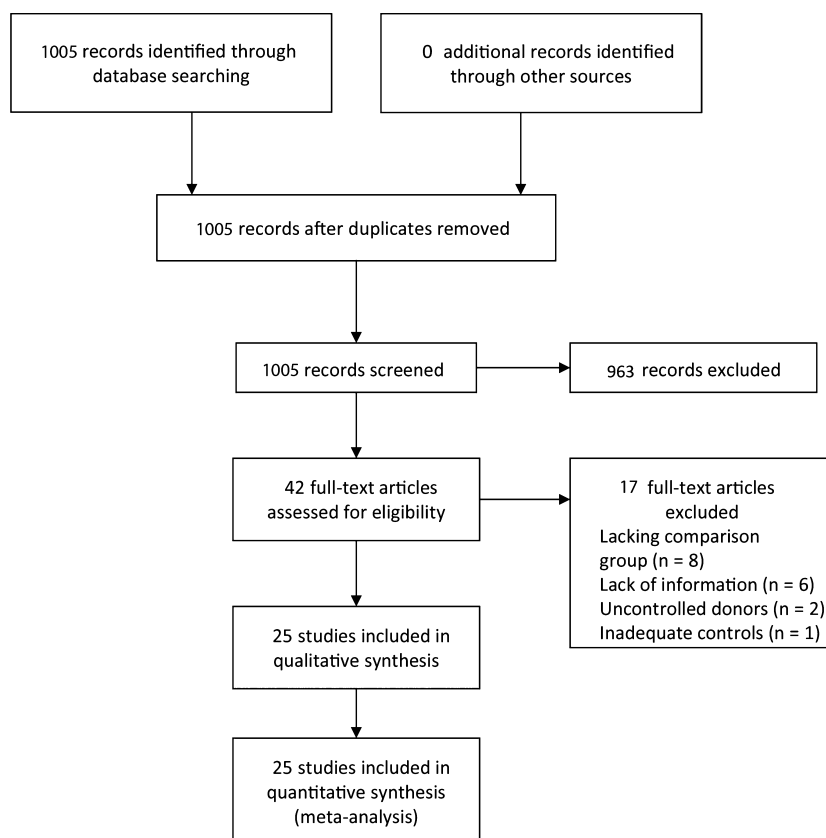 1005 records identified through
database searching
0 additional records identified
through other sources
1005 records after duplicates removed
1005 records screened
963 records excluded
42 full-text articles
assessed for eligibility
17 full-text articles
excluded
Lacking comparison
group (n = 8)
Lack of information (n = 6)
Uncontrolled donors (n = 2)
Inadequate controls (n = 1)
25 studies included in
qualitative synthesis
25 studies included in
quantitative synthesis
(meta-analysis)